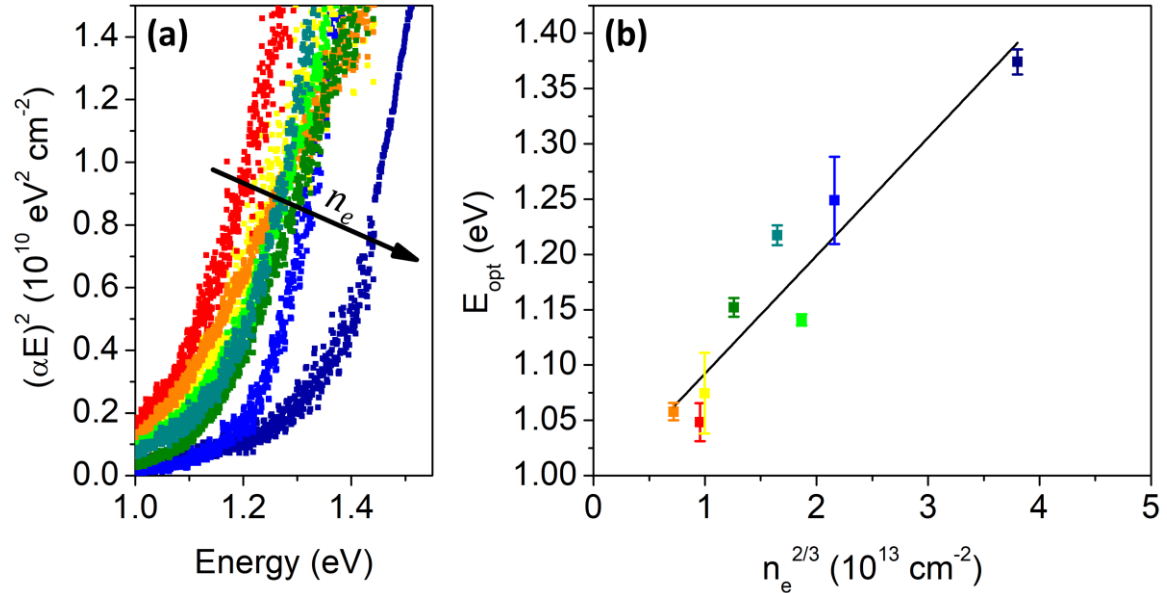 (a)
(αE)² (10¹⁰ eV² cm⁻²)
1.4
1.2
1.0
0.8
0.6
0.4
0.2
0.0
nₑ
1.0 1.2 1.4
Energy (eV)
(b)
E_opt (eV)
1.40
1.35
1.30
1.25
1.20
1.15
1.10
1.05
1.00
0 1 2 3 4 5
nₑ^2/3 (10¹³ cm⁻²)